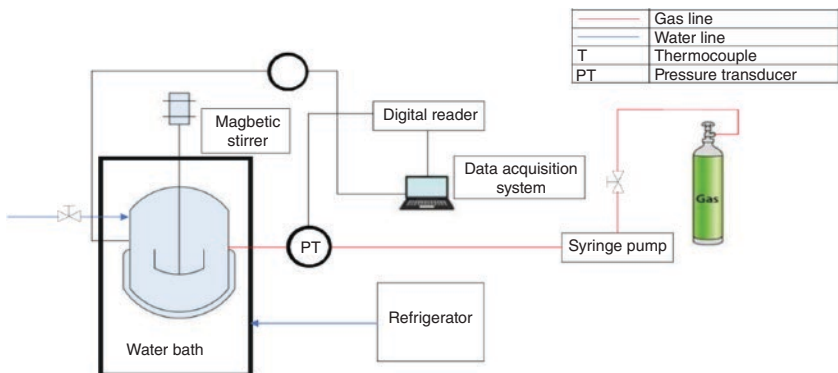 Gas line
Water line
T Thermocouple
PT Pressure transducer
Magbetic
stirrer
Digital reader
Data acquisition
system
Gas
PT
Syringe pump
Refrigerator
Water bath